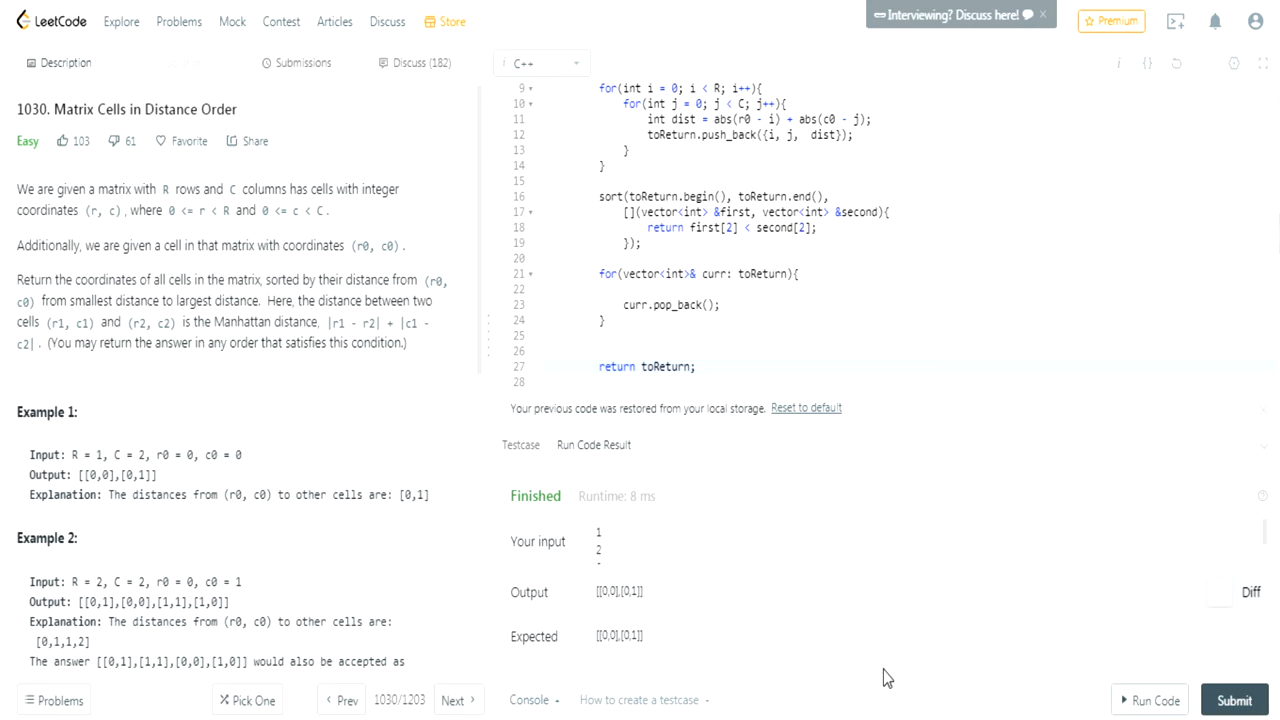 LeetCode Explore Problems Mock Contest Articles Discuss Store
Interviewing? Discuss here! x
Premium
Description
Submissions
Discuss (182)
i C++
i {}
1030. Matrix Cells in Distance Order
Easy 103 61 Favorite Share
We are given a matrix with R rows and C columns has cells with integer
coordinates (r, c), where 0 <= r < R and 0 <= c < C.
Additionally, we are given a cell in that matrix with coordinates (r0, c0).
Return the coordinates of all cells in the matrix, sorted by their distance from (r0,
c0) from smallest distance to largest distance. Here, the distance between two
cells (r1, c1) and (r2, c2) is the Manhattan distance, |r1 - r2| + |c1 -
c2|. (You may return the answer in any order that satisfies this condition.)
Example 1:
Input: R = 1, C = 2, r0 = 0, c0 = 0
Output: [[0,0],[0,1]]
Explanation: The distances from (r0, c0) to other cells are: [0,1]
Example 2:
Input: R = 2, C = 2, r0 = 0, c0 = 1
Output: [[0,1],[0,0],[1,1],[1,0]]
Explanation: The distances from (r0, c0) to other cells are:
[0,1,1,2]
The answer [[0,1],[1,1],[0,0],[1,0]] would also be accepted as
9 for(int i = 0; i < R; i++){
10 for(int j = 0; j < C; j++){
11 int dist = abs(r0 - i) + abs(c0 - j);
12 toReturn.push_back({i, j, dist});
13 }
14 }
15
16 sort(toReturn.begin(), toReturn.end(),
17 [](vector<int> &first, vector<int> &second){
18 return first[2] < second[2];
19 });
20
21 for(vector<int>& curr: toReturn){
22
23 curr.pop_back();
24 }
25
26
27 return toReturn;
28
Your previous code was restored from your local storage. Reset to default
Testcase Run Code Result
Finished Runtime: 8 ms
Your input
1
2
Output [[0,0],[0,1]]
Diff
Expected [[0,0],[0,1]]
Problems
Pick One
Prev
1030/1203
Next
Console
How to create a testcase
Run Code
Submit